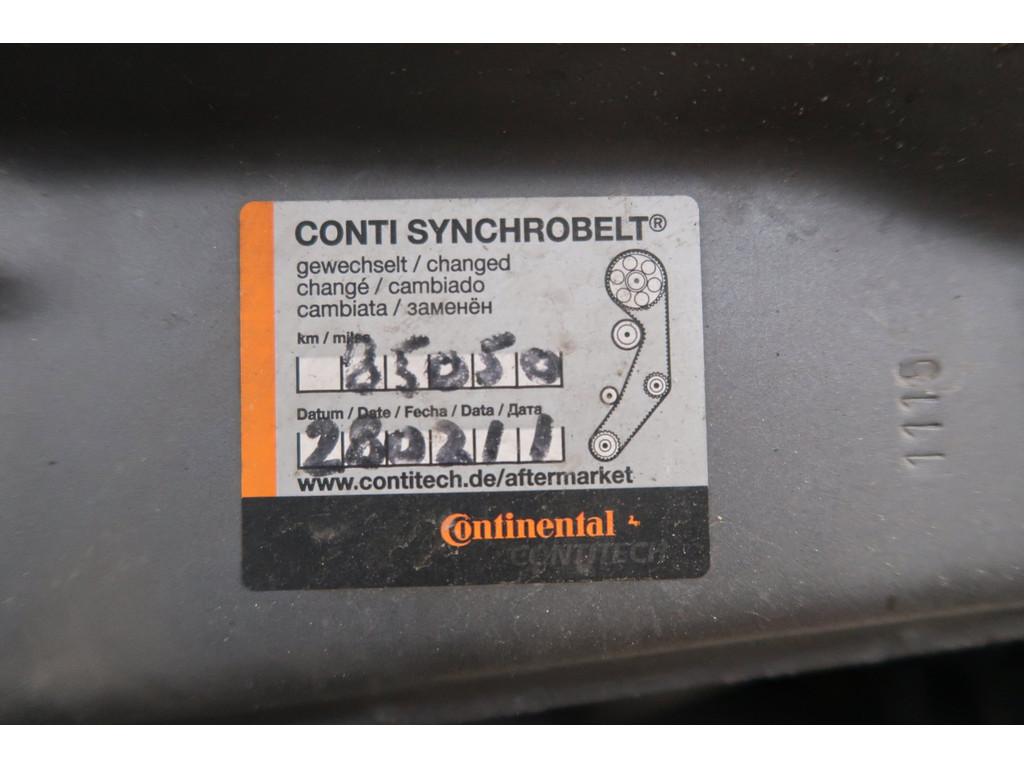 CONTI SYNCHROBELT®
gewechselt / changed
changé / cambiado
cambiata / заменён
km / miles
85050
Datum / Date / Fecha / Data / Дата
280211
www.contitech.de/aftermarket
Continental
CONTITECH
1115